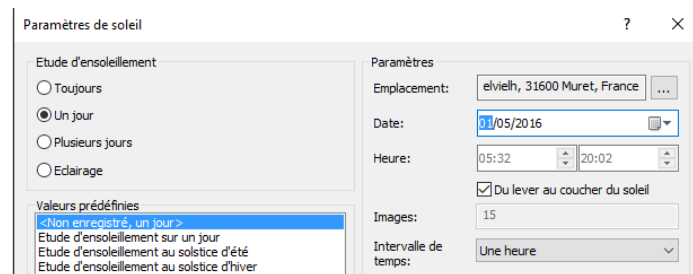 Paramètres de soleil ? ×
Etude d'ensoleillement
Toujours
Un jour
Plusieurs jours
Eclairage
Valeurs prédéfinies
<Non enregistré, un jour>
Etude d'ensoleillement sur un jour
Etude d'ensoleillement au solstice d'été
Etude d'ensoleillement au solstice d'hiver
Paramètres
Emplacement: elvielh, 31600 Muret, France ...
Date: 01/05/2016
Heure: 05:32 20:02
Du lever au coucher du soleil
Images: 15
Intervalle de
temps: Une heure